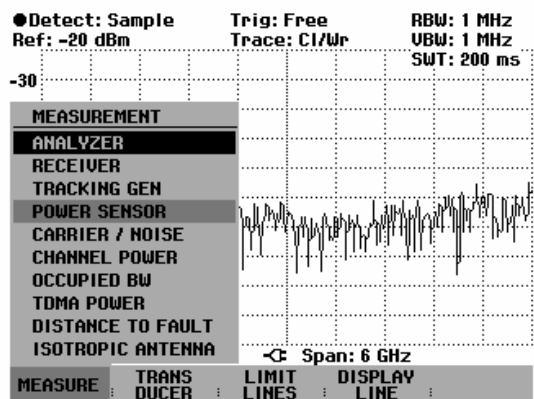 Detect: Sample Trig: Free RBW: 1 MHz
Ref: -20 dBm Trace: Cl/Wr VBW: 1 MHz
SWT: 200 ms
-30
MEASUREMENT
ANALYZER
RECEIVER
TRACKING GEN
POWER SENSOR
CARRIER / NOISE
CHANNEL POWER
OCCUPIED BW
TDMA POWER
DISTANCE TO FAULT
ISOTROPIC ANTENNA
Span: 6 GHz
MEASURE TRANS LIMIT DISPLAY
DUCER LINES LINE